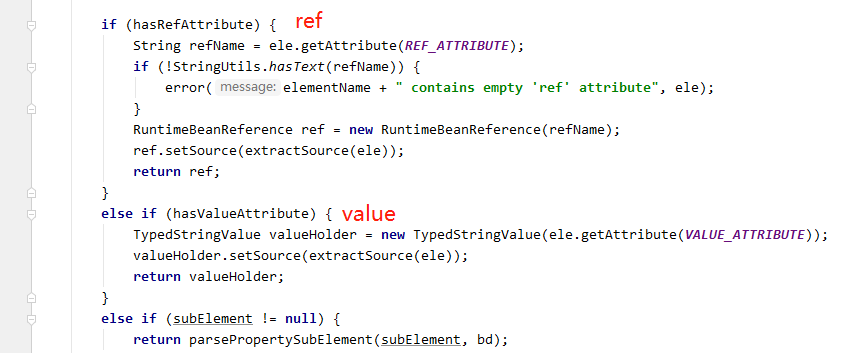 if (hasRefAttribute) { ref
String refName = ele.getAttribute(REF_ATTRIBUTE);
if (!StringUtils.hasText(refName)) {
error( message: elementName + " contains empty 'ref' attribute", ele);
}
RuntimeBeanReference ref = new RuntimeBeanReference(refName);
ref.setSource(extractSource(ele));
return ref;
}
else if (hasValueAttribute) { value
TypedStringValue valueHolder = new TypedStringValue(ele.getAttribute(VALUE_ATTRIBUTE));
valueHolder.setSource(extractSource(ele));
return valueHolder;
}
else if (subElement != null) {
return parsePropertySubElement(subElement, bd);